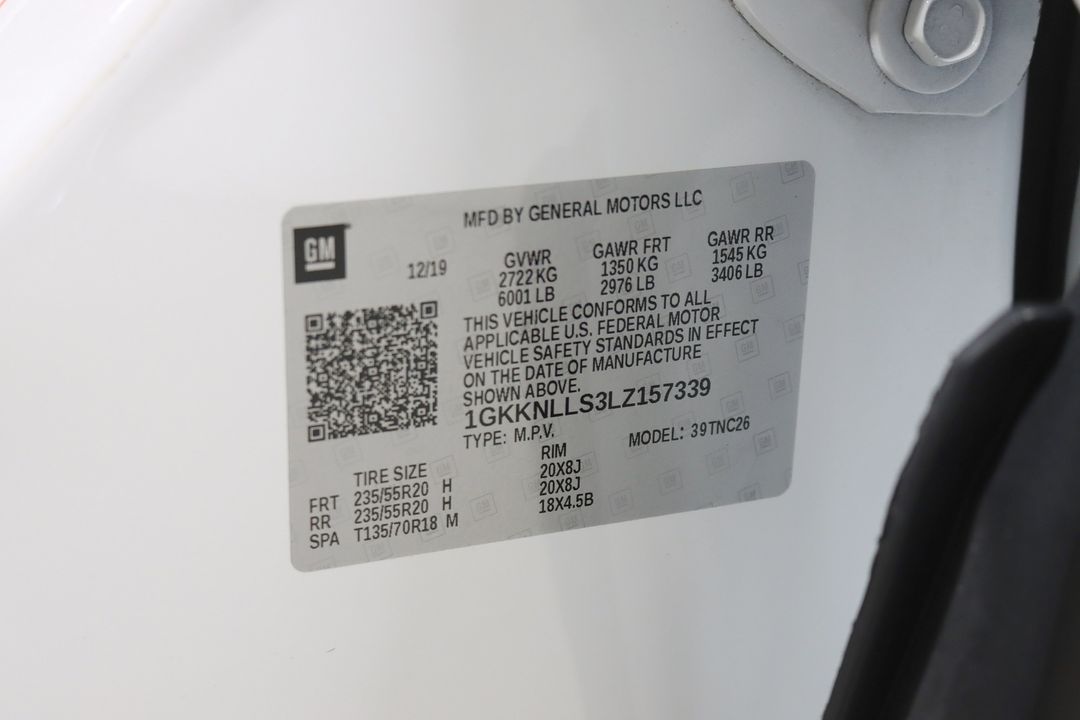 MFD BY GENERAL MOTORS LLC
GM
12/19
GVWR GAWR FRT GAWR RR
2722 KG 1350 KG 1545 KG
6001 LB 2976 LB 3406 LB
THIS VEHICLE CONFORMS TO ALL
APPLICABLE U.S. FEDERAL MOTOR
VEHICLE SAFETY STANDARDS IN EFFECT
ON THE DATE OF MANUFACTURE
SHOWN ABOVE.
1GKKNLLS3LZ157339
TYPE: M.P.V. MODEL: 39TNC26
TIRE SIZE RIM
FRT 235/55R20 H 20X8J
RR 235/55R20 H 20X8J
SPA T135/70R18 M 18X4.5B